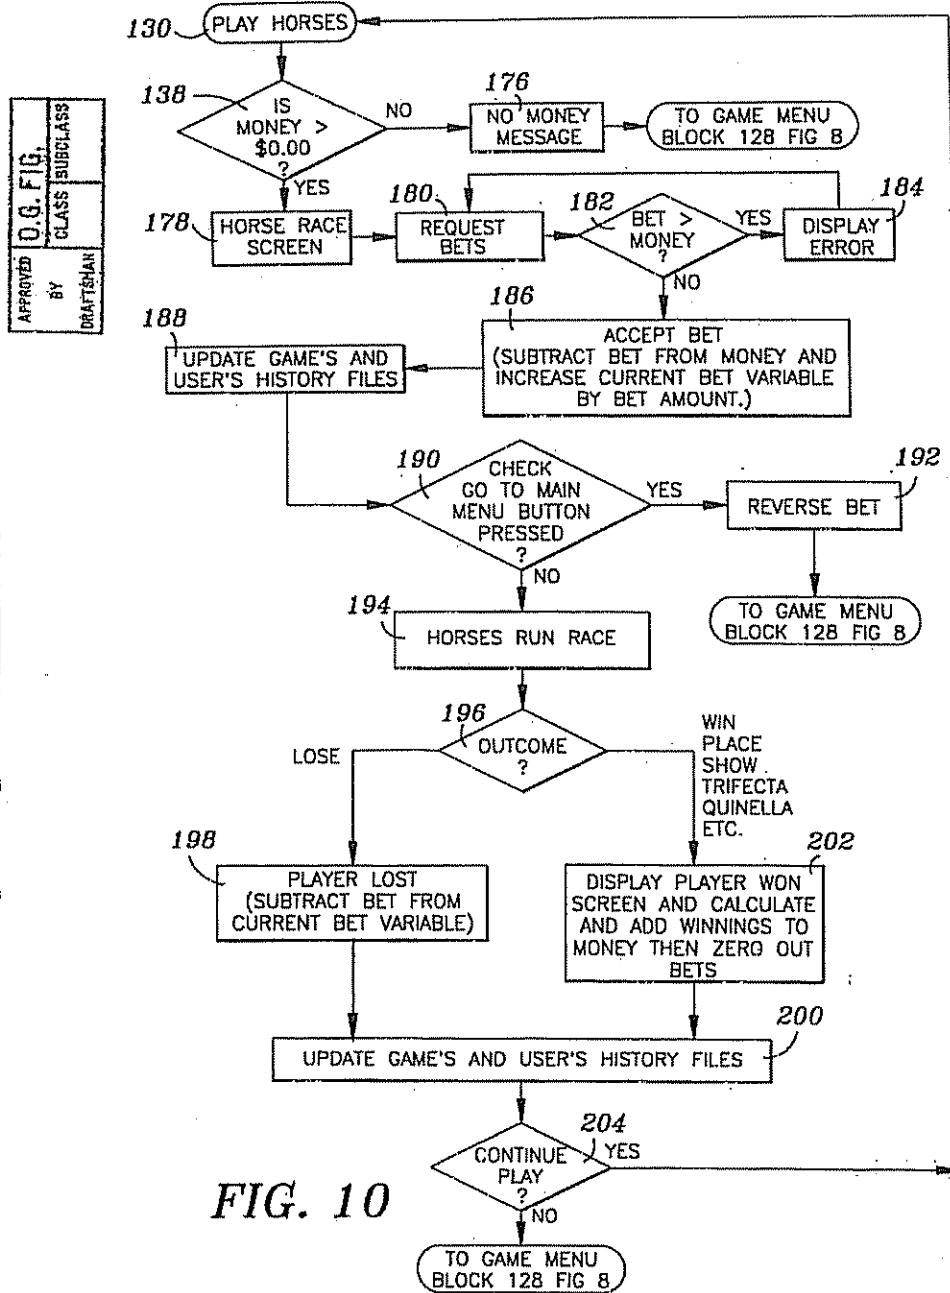 130
PLAY HORSES
138
IS
MONEY >
$0.00
?
NO
YES
176
NO MONEY
MESSAGE
TO GAME MENU
BLOCK 128 FIG 8
APPROVED
BY
DRAFTSMAN
O.G. FIG.
CLASS
SUBCLASS
178
HORSE RACE
SCREEN
180
REQUEST
BETS
182
BET >
MONEY
?
YES
NO
184
DISPLAY
ERROR
186
ACCEPT BET
(SUBTRACT BET FROM MONEY AND
INCREASE CURRENT BET VARIABLE
BY BET AMOUNT.)
188
UPDATE GAME'S AND
USER'S HISTORY FILES
190
CHECK
GO TO MAIN
MENU BUTTON
PRESSED
?
YES
NO
192
REVERSE BET
TO GAME MENU
BLOCK 128 FIG 8
194
HORSES RUN RACE
196
OUTCOME
?
LOSE
WIN
PLACE
SHOW
TRIFECTA
QUINELLA
ETC.
198
PLAYER LOST
(SUBTRACT BET FROM
CURRENT BET VARIABLE)
202
DISPLAY PLAYER WON
SCREEN AND CALCULATE
AND ADD WINNINGS TO
MONEY THEN ZERO OUT
BETS
200
UPDATE GAME'S AND USER'S HISTORY FILES
204
CONTINUE
PLAY
?
YES
NO
FIG. 10
TO GAME MENU
BLOCK 128 FIG 8